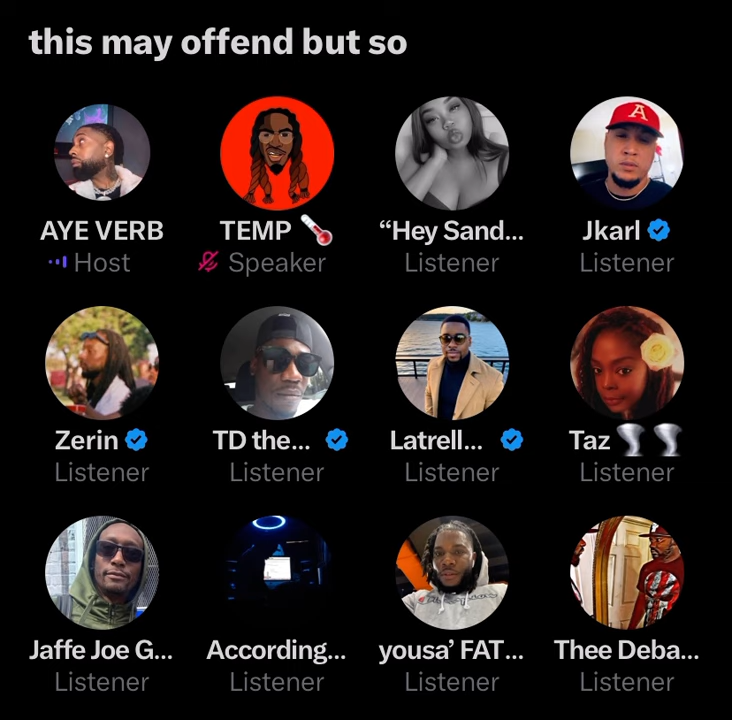 this may offend but so
AYE VERB TEMP 🌡️ “Hey Sand... Jkarl
Host Speaker Listener Listener
Zerin TD the... Latrell... Taz 🌪️🌪️
Listener Listener Listener Listener
Jaffe Joe G... According... yousa’ FAT... Thee Deba...
Listener Listener Listener Listener